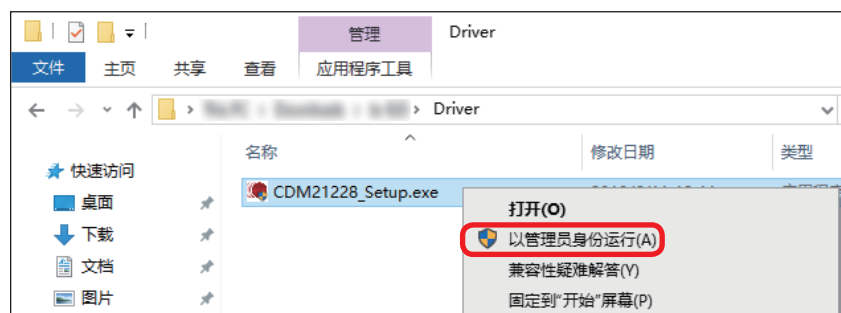 管理 Driver
文件 主页 共享 查看 应用程序工具
Driver
名称 修改日期 类型
快速访问
CDM21228_Setup.exe
桌面
打开(O)
下载
以管理员身份运行(A)
文档
兼容性疑难解答(Y)
图片
固定到"开始"屏幕(P)